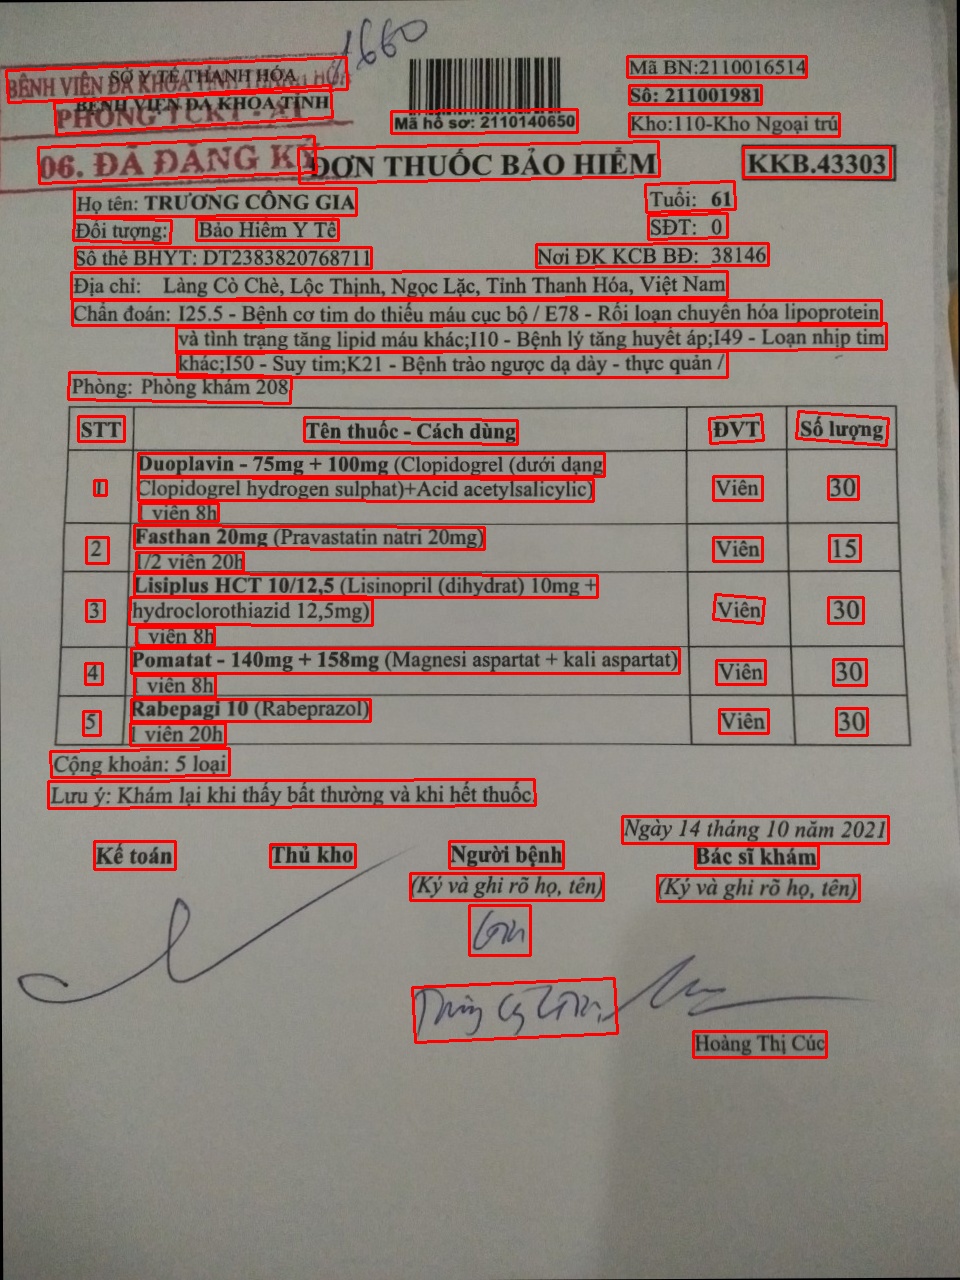 1660
SỞ Y TẾ THANH HÓA
BỆNH VIỆN ĐA KHOA TỈNH THANH HÓA
BỆNH VIỆN ĐA KHOA TỈNH
PHÒNG TCKT - AT
06. ĐÃ ĐĂNG KÝ
Mã hồ sơ: 2110140650
Mã BN:2110016514
Số: 211001981
Kho:110-Kho Ngoại trú
ĐƠN THUỐC BẢO HIỂM KKB.43303
Họ tên: TRƯƠNG CÔNG GIA Tuổi: 61
Đối tượng: Bảo Hiểm Y Tế SĐT: 0
Số thẻ BHYT: DT2383820768711 Nơi ĐK KCB BĐ: 38146
Địa chỉ: Làng Cò Chè, Lộc Thịnh, Ngọc Lặc, Tỉnh Thanh Hóa, Việt Nam
Chẩn đoán: I25.5 - Bệnh cơ tim do thiếu máu cục bộ / E78 - Rối loạn chuyển hóa lipoprotein
và tình trạng tăng lipid máu khác;I10 - Bệnh lý tăng huyết áp;I49 - Loạn nhịp tim
khác;I50 - Suy tim;K21 - Bệnh trào ngược dạ dày - thực quản /
Phòng: Phòng khám 208
STT Tên thuốc - Cách dùng ĐVT Số lượng
1 Duoplavin - 75mg + 100mg (Clopidogrel (dưới dạng
Clopidogrel hydrogen sulphat)+Acid acetylsalicylic) Viên 30
1 viên 8h
2 Fasthan 20mg (Pravastatin natri 20mg) Viên 15
1/2 viên 20h
3 Lisiplus HCT 10/12,5 (Lisinopril (dihydrat) 10mg +
hydroclorothiazid 12,5mg) Viên 30
1 viên 8h
4 Pomatat - 140mg + 158mg (Magnesi aspartat + kali aspartat) Viên 30
1 viên 8h
5 Rabepagi 10 (Rabeprazol) Viên 30
1 viên 20h
Cộng khoản: 5 loại
Lưu ý: Khám lại khi thấy bất thường và khi hết thuốc
Ngày 14 tháng 10 năm 2021
Kế toán Thủ kho Người bệnh Bác sĩ khám
(Ký và ghi rõ họ, tên) (Ký và ghi rõ họ, tên)
Hoàng Thị Cúc